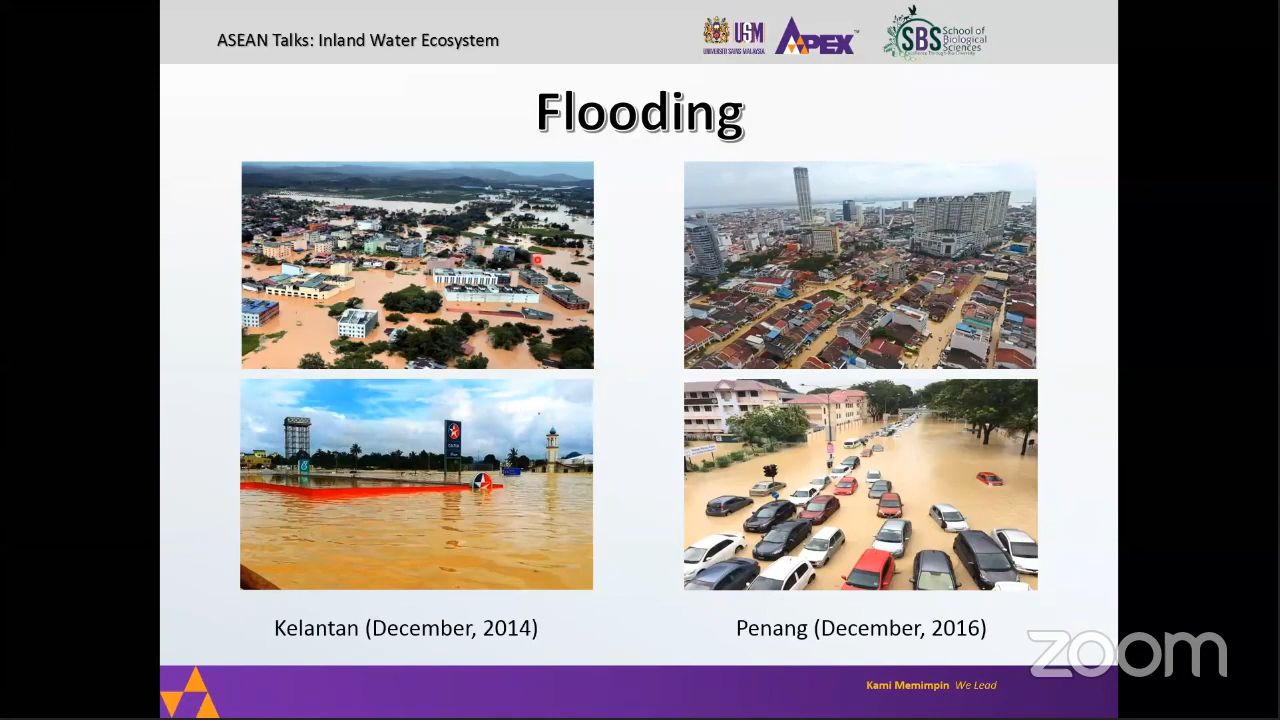 ASEAN Talks: Inland Water Ecosystem
USM
UNIVERSITI SAINS MALAYSIA
APEX™
SBS
School of
Biological
Sciences
Flooding
Kelantan (December, 2014)
Penang (December, 2016)
zoom
Kami Memimpin We Lead